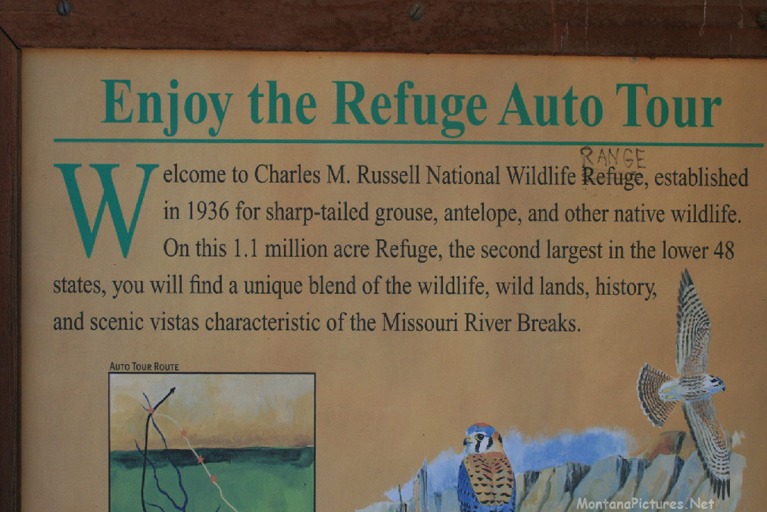 Enjoy the Refuge Auto Tour
RANGE
Welcome to Charles M. Russell National Wildlife Refuge, established
in 1936 for sharp-tailed grouse, antelope, and other native wildlife.
On this 1.1 million acre Refuge, the second largest in the lower 48
states, you will find a unique blend of the wildlife, wild lands, history,
and scenic vistas characteristic of the Missouri River Breaks.
AUTO TOUR ROUTE
MontanaPictures.Net